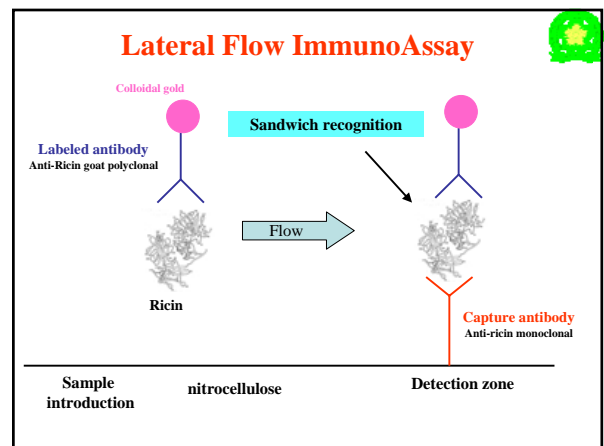 Lateral Flow ImmunoAssay
Colloidal gold
Sandwich recognition
Labeled antibody
Anti-Ricin goat polyclonal
Flow
Ricin
Capture antibody
Anti-ricin monoclonal
Sample
introduction
nitrocellulose
Detection zone